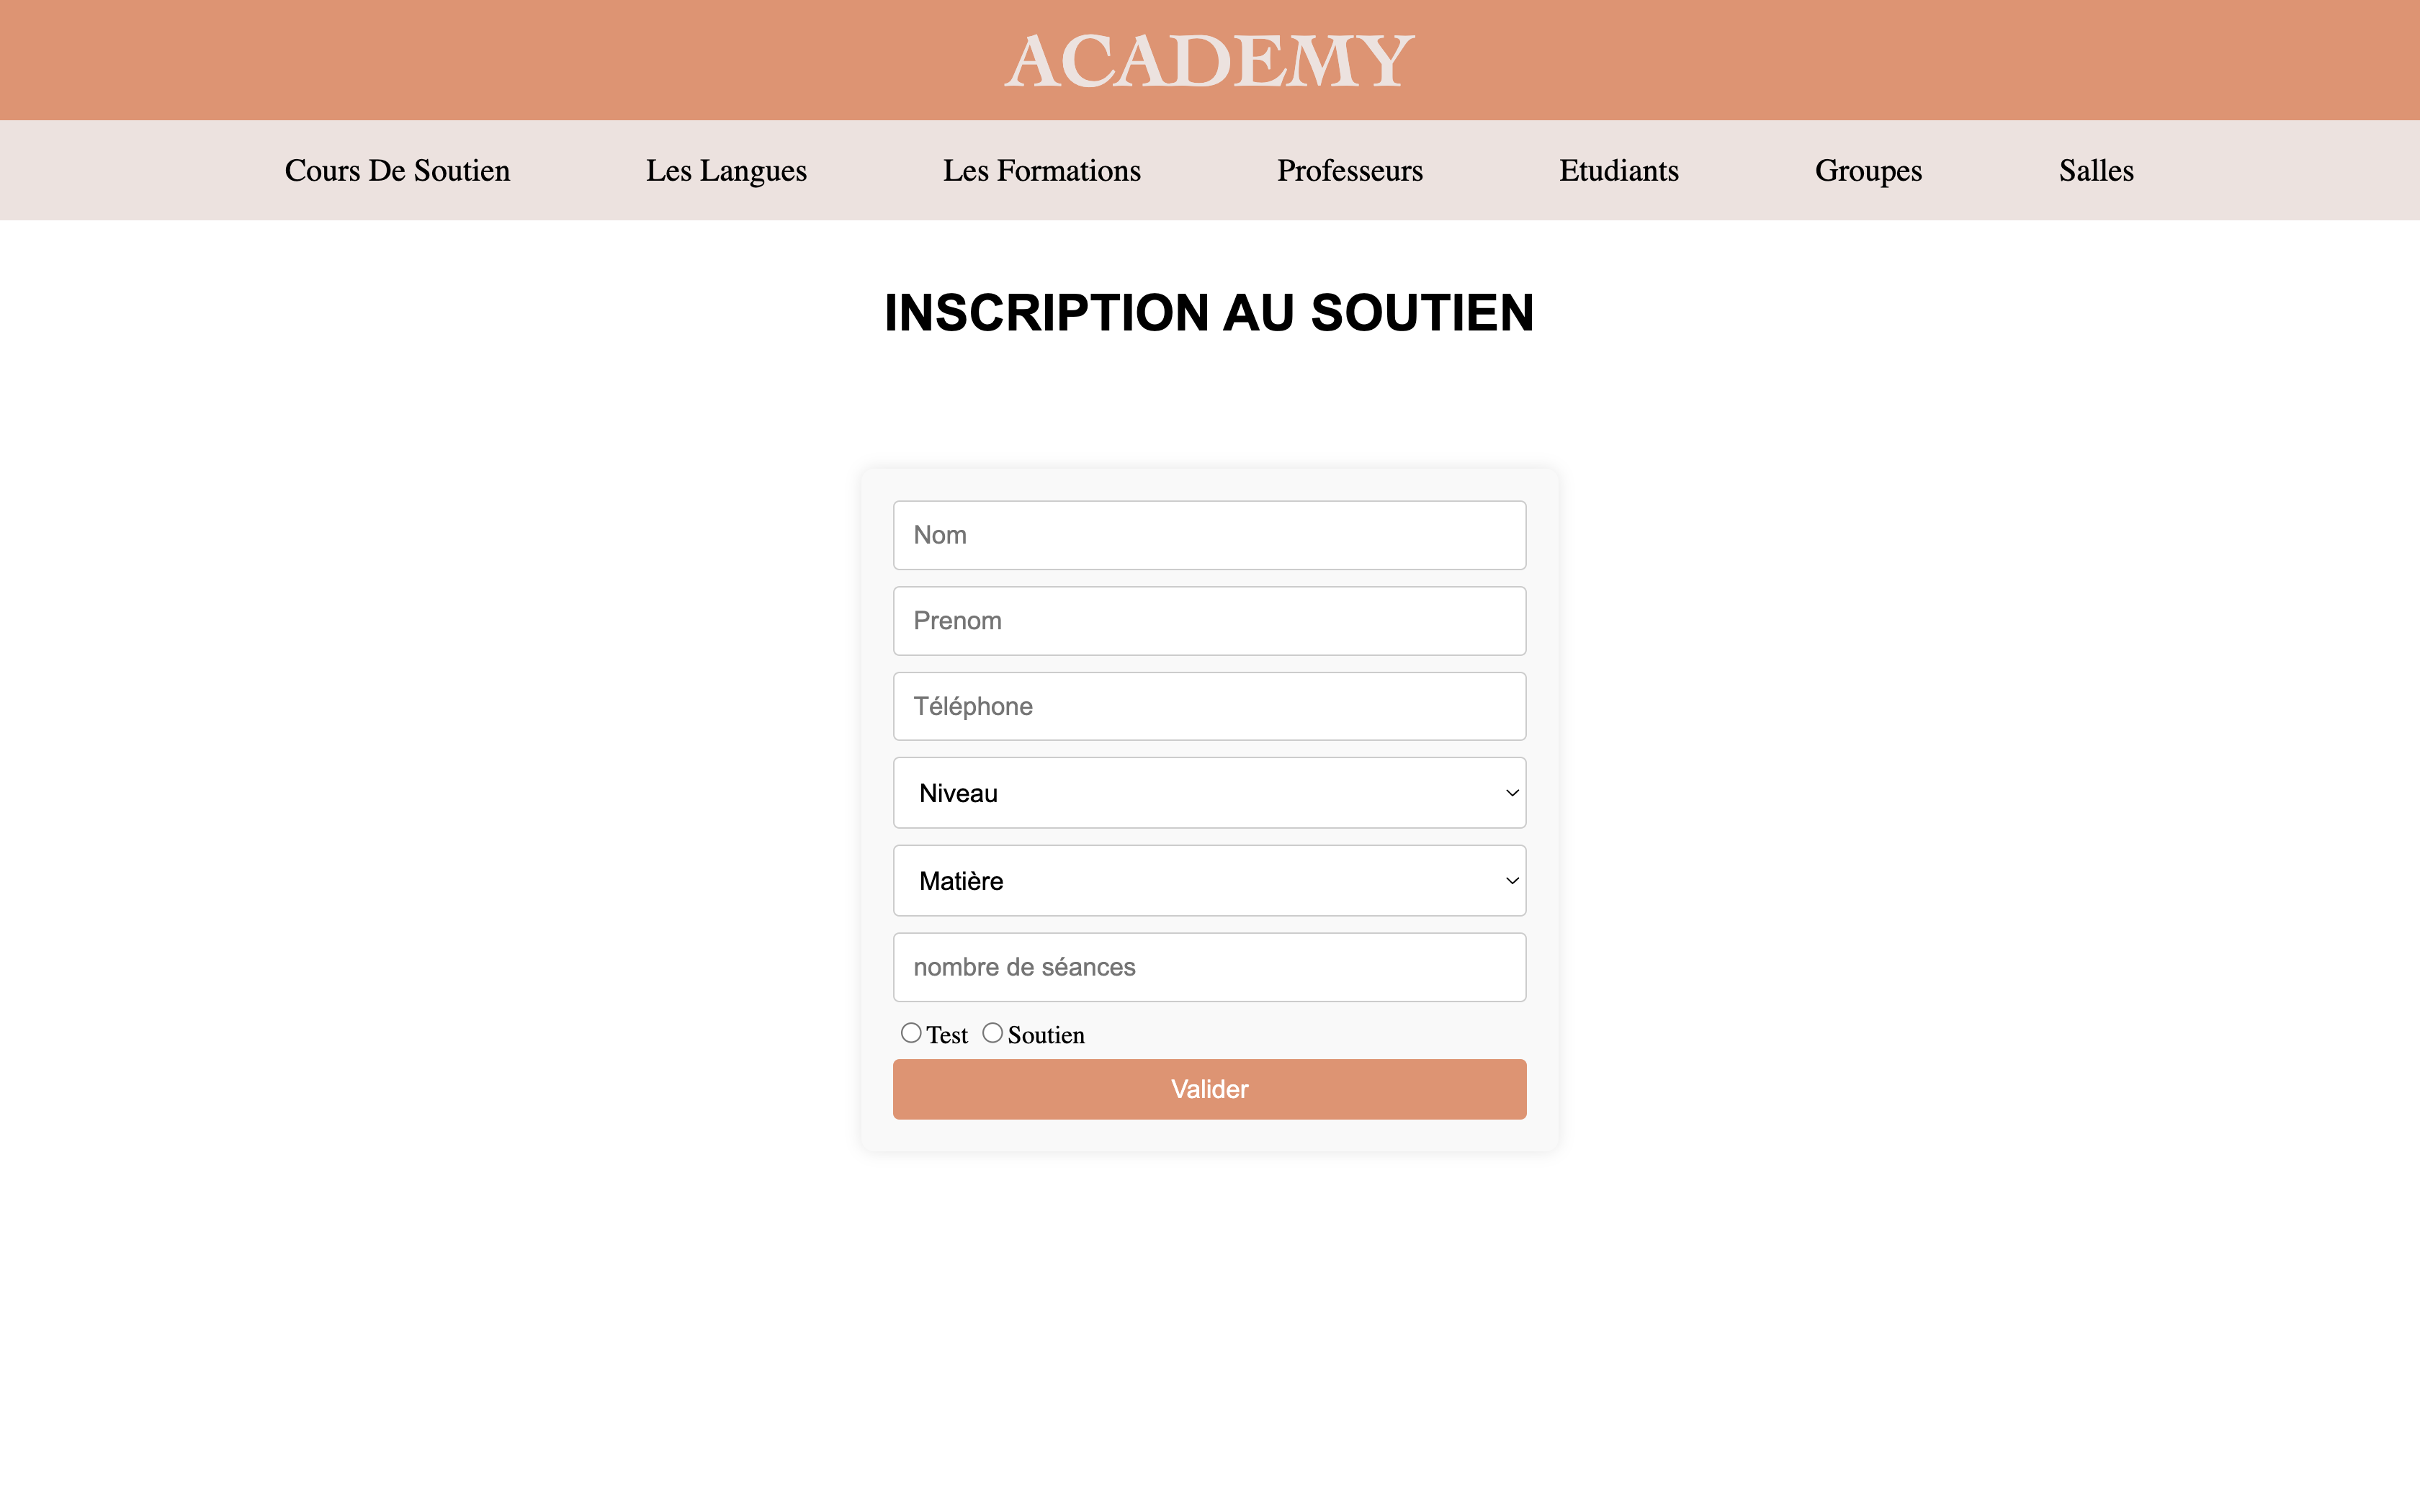 ACADEMY
Cours De Soutien Les Langues Les Formations Professeurs Etudiants Groupes Salles
INSCRIPTION AU SOUTIEN
Nom
Prenom
Téléphone
Niveau
Matière
nombre de séances
Test Soutien
Valider